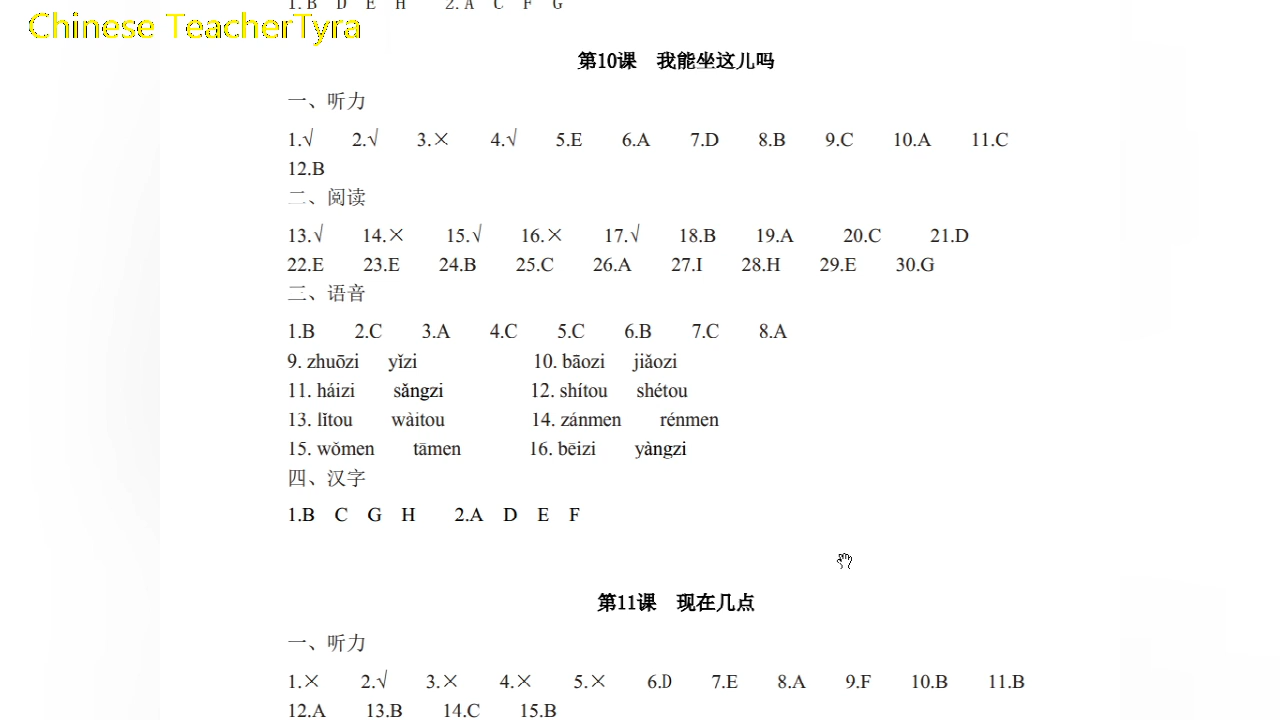 1.B D E H 2.A C F G
Chinese TeacherTyra
第10课 我能坐这儿吗
一、听力
1.√ 2.√ 3.× 4.√ 5.E 6.A 7.D 8.B 9.C 10.A 11.C
12.B
二、阅读
13.√ 14.× 15.√ 16.× 17.√ 18.B 19.A 20.C 21.D
22.E 23.E 24.B 25.C 26.A 27.I 28.H 29.E 30.G
三、语音
1.B 2.C 3.A 4.C 5.C 6.B 7.C 8.A
9. zhuōzi yǐzi 10. bāozi jiǎozi
11. háizi sǎngzi 12. shítou shétou
13. lǐtou wàitou 14. zánmen rénmen
15. wǒmen tāmen 16. bēizi yàngzi
四、汉字
1.B C G H 2.A D E F
第11课 现在几点
一、听力
1.× 2.√ 3.× 4.× 5.× 6.D 7.E 8.A 9.F 10.B 11.B
12.A 13.B 14.C 15.B